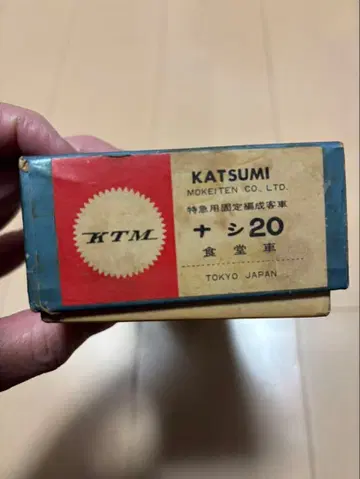 KTM
KATSUMI
MOKEITEN CO., LTD.
特急用固定編成客車
ナシ20
食堂車
TOKYO JAPAN